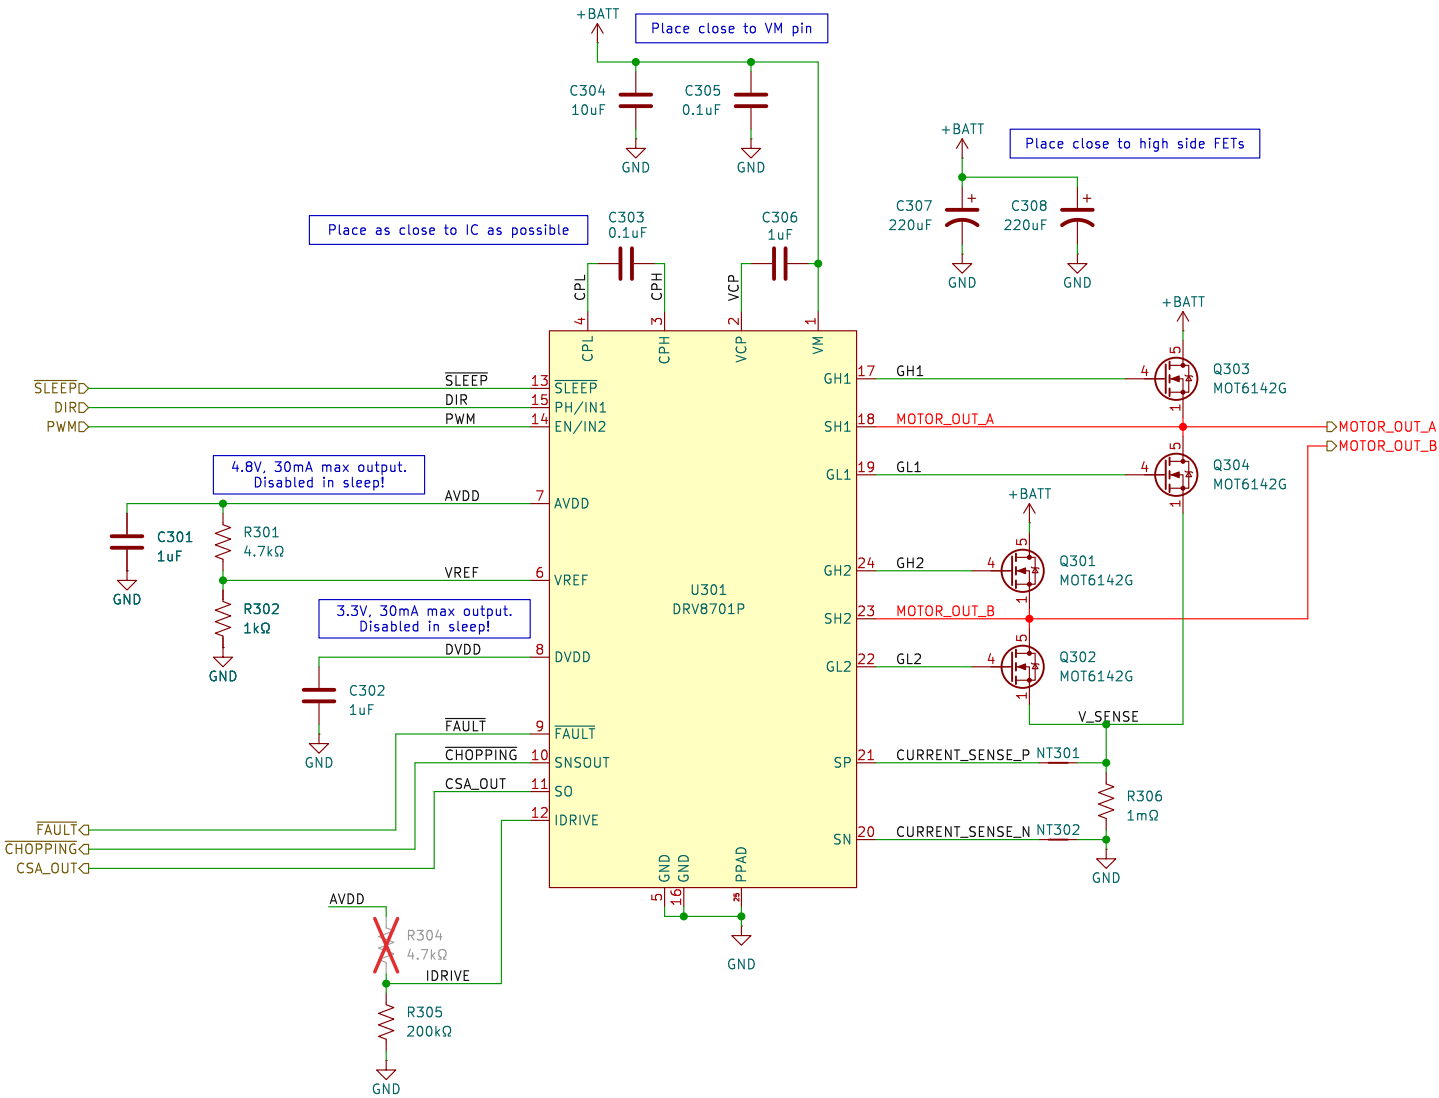 +BATT
Place close to VM pin
C304
10uF
C305
0.1uF
GND
GND
+BATT
Place close to high side FETs
C307
220uF
C308
220uF
GND
GND
Place as close to IC as possible
C303
0.1uF
C306
1uF
CPL
CPH
VCP
4
3
2
1
CPL
CPH
VCP
VM
+BATT
SLEEP
SLEEP
13
SLEEP
DIR
DIR
15
PH/IN1
PWM
PWM
14
EN/IN2
GH1
17
GH1
4
5
1
Q303
MOT6142G
SH1
18
MOTOR_OUT_A
MOTOR_OUT_A
MOTOR_OUT_B
GL1
19
GL1
4
5
1
Q304
MOT6142G
4.8V, 30mA max output.
Disabled in sleep!
AVDD
7
AVDD
C301
1uF
GND
R301
4.7kΩ
VREF
6
VREF
R302
1kΩ
GND
3.3V, 30mA max output.
Disabled in sleep!
DVDD
8
DVDD
C302
1uF
GND
U301
DRV8701P
+BATT
GH2
24
GH2
4
5
1
Q301
MOT6142G
SH2
23
MOTOR_OUT_B
GL2
22
GL2
4
5
1
Q302
MOT6142G
V_SENSE
FAULT
9
FAULT
CHOPPING
10
SNSOUT
CSA_OUT
11
SO
12
IDRIVE
SP
21
CURRENT_SENSE_P
NT301
R306
1mΩ
SN
20
CURRENT_SENSE_N
NT302
GND
FAULT
CHOPPING
CSA_OUT
GND
GND
PPAD
5
16
25
GND
AVDD
R304
4.7kΩ
IDRIVE
R305
200kΩ
GND